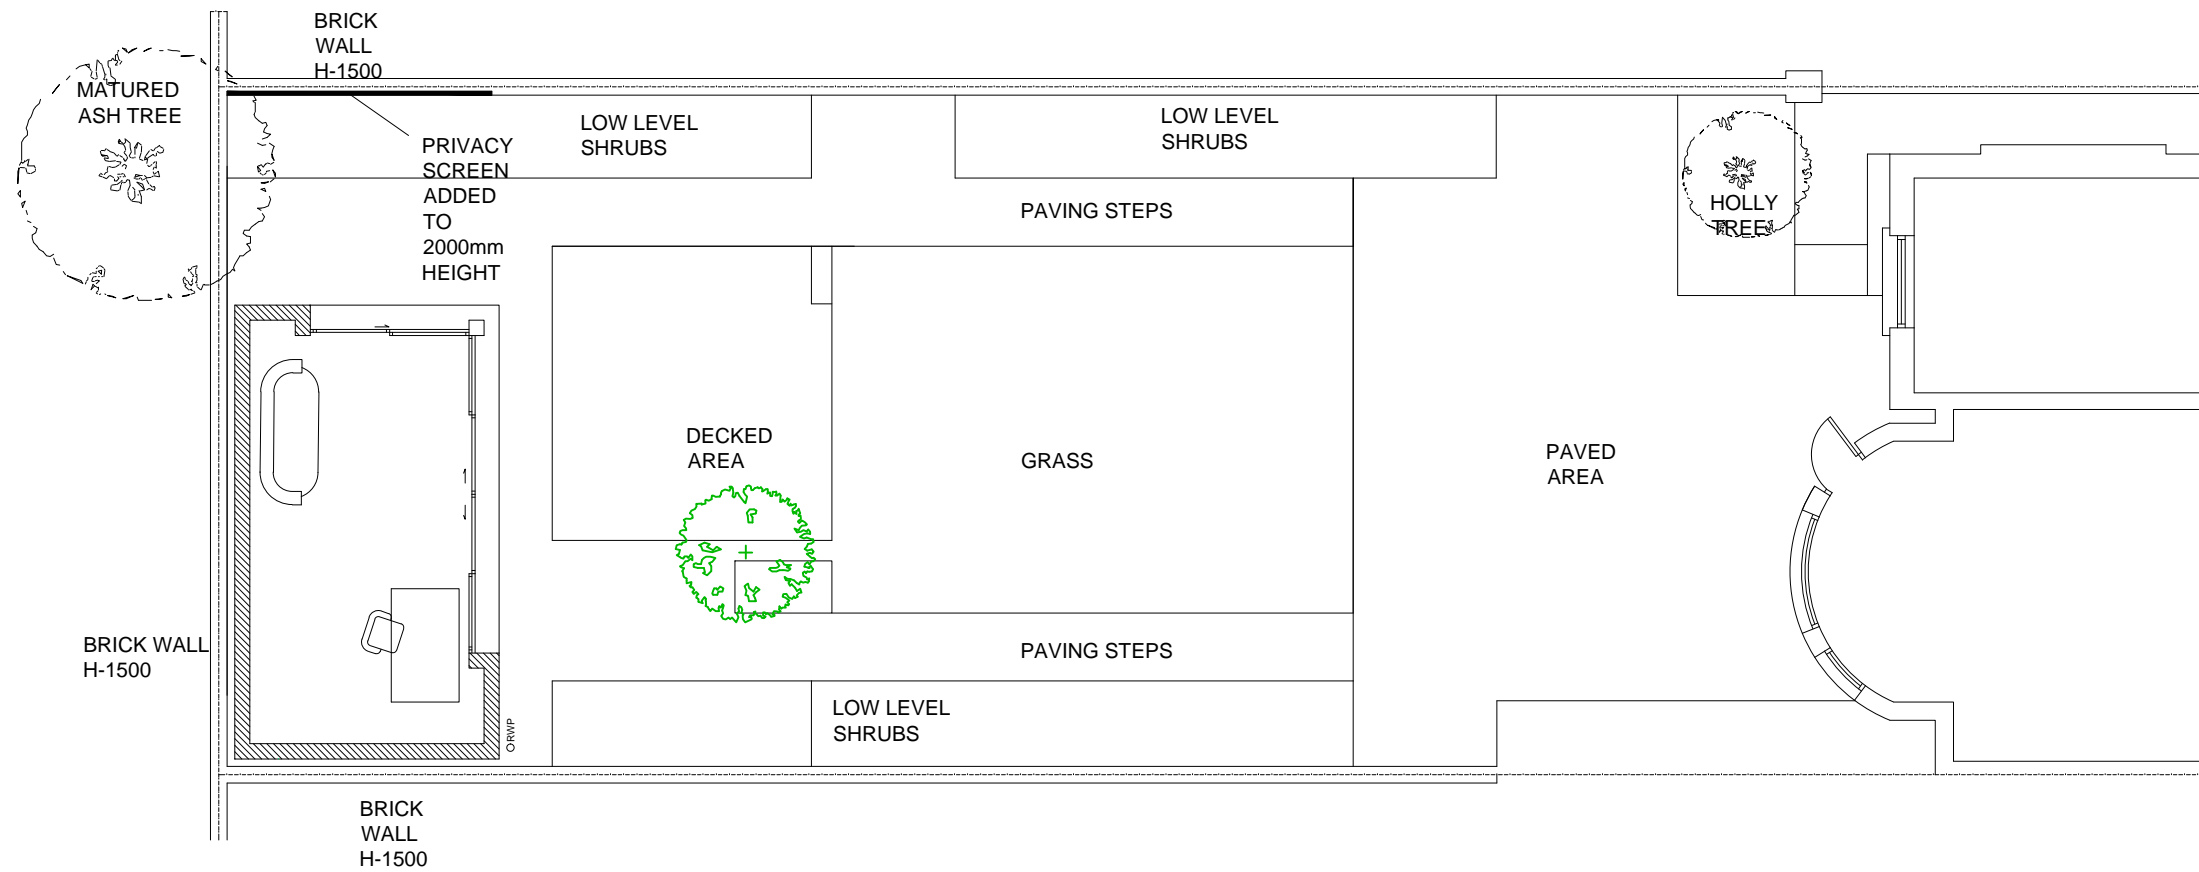 BRICK
WALL
H-1500
MATURED
ASH TREE
PRIVACY
SCREEN
ADDED
TO
2000mm
HEIGHT
LOW LEVEL
SHRUBS
LOW LEVEL
SHRUBS
PAVING STEPS
HOLLY
TREE
DECKED
AREA
GRASS
PAVED
AREA
BRICK WALL
H-1500
PAVING STEPS
LOW LEVEL
SHRUBS
RWP
BRICK
WALL
H-1500